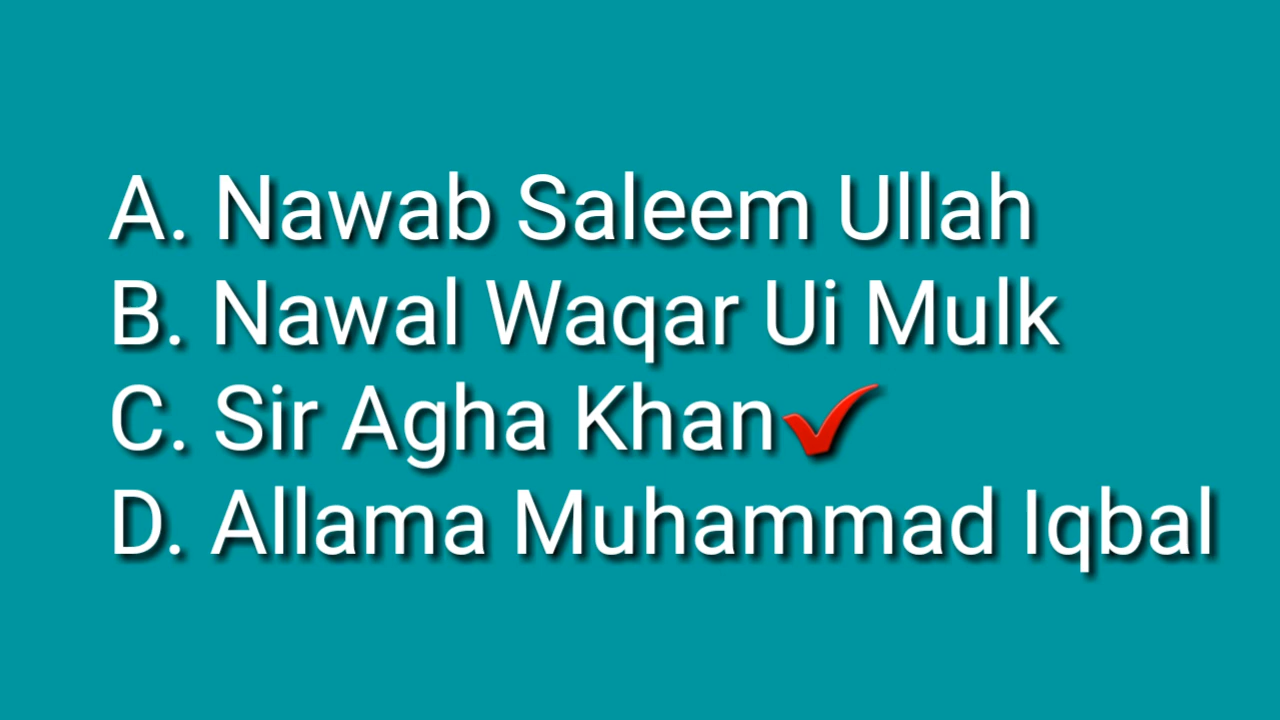 A. Nawab Saleem Ullah
B. Nawal Waqar Ui Mulk
C. Sir Agha Khan✓
D. Allama Muhammad Iqbal